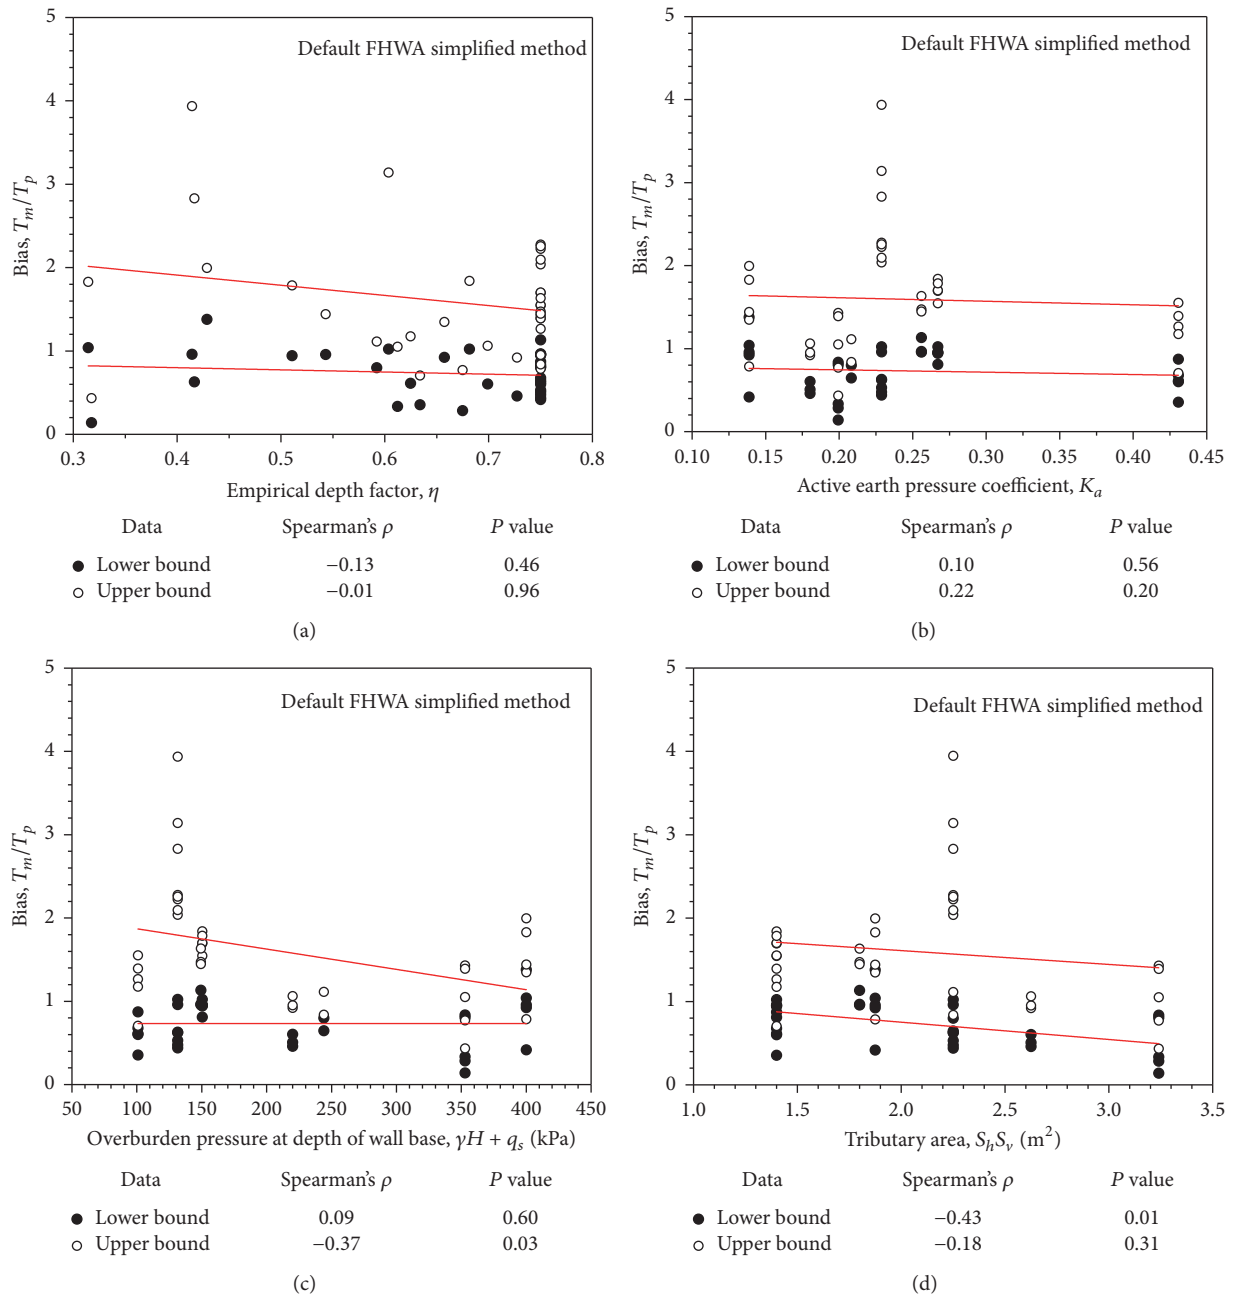 Default FHWA simplified method
5
4
3
2
1
0
Bias, Tm/Tp
0.3 0.4 0.5 0.6 0.7 0.8
Empirical depth factor, η
Data Spearman's ρ P value
Lower bound −0.13 0.46
Upper bound −0.01 0.96
(a)
Default FHWA simplified method
5
4
3
2
1
0
Bias, Tm/Tp
0.10 0.15 0.20 0.25 0.30 0.35 0.40 0.45
Active earth pressure coefficient, Ka
Data Spearman's ρ P value
Lower bound 0.10 0.56
Upper bound 0.22 0.20
(b)
Default FHWA simplified method
5
4
3
2
1
0
Bias, Tm/Tp
50 100 150 200 250 300 350 400 450
Overburden pressure at depth of wall base, γH + qs (kPa)
Data Spearman's ρ P value
Lower bound 0.09 0.60
Upper bound −0.37 0.03
(c)
Default FHWA simplified method
5
4
3
2
1
0
Bias, Tm/Tp
1.0 1.5 2.0 2.5 3.0 3.5
Tributary area, ShSv (m²)
Data Spearman's ρ P value
Lower bound −0.43 0.01
Upper bound −0.18 0.31
(d)